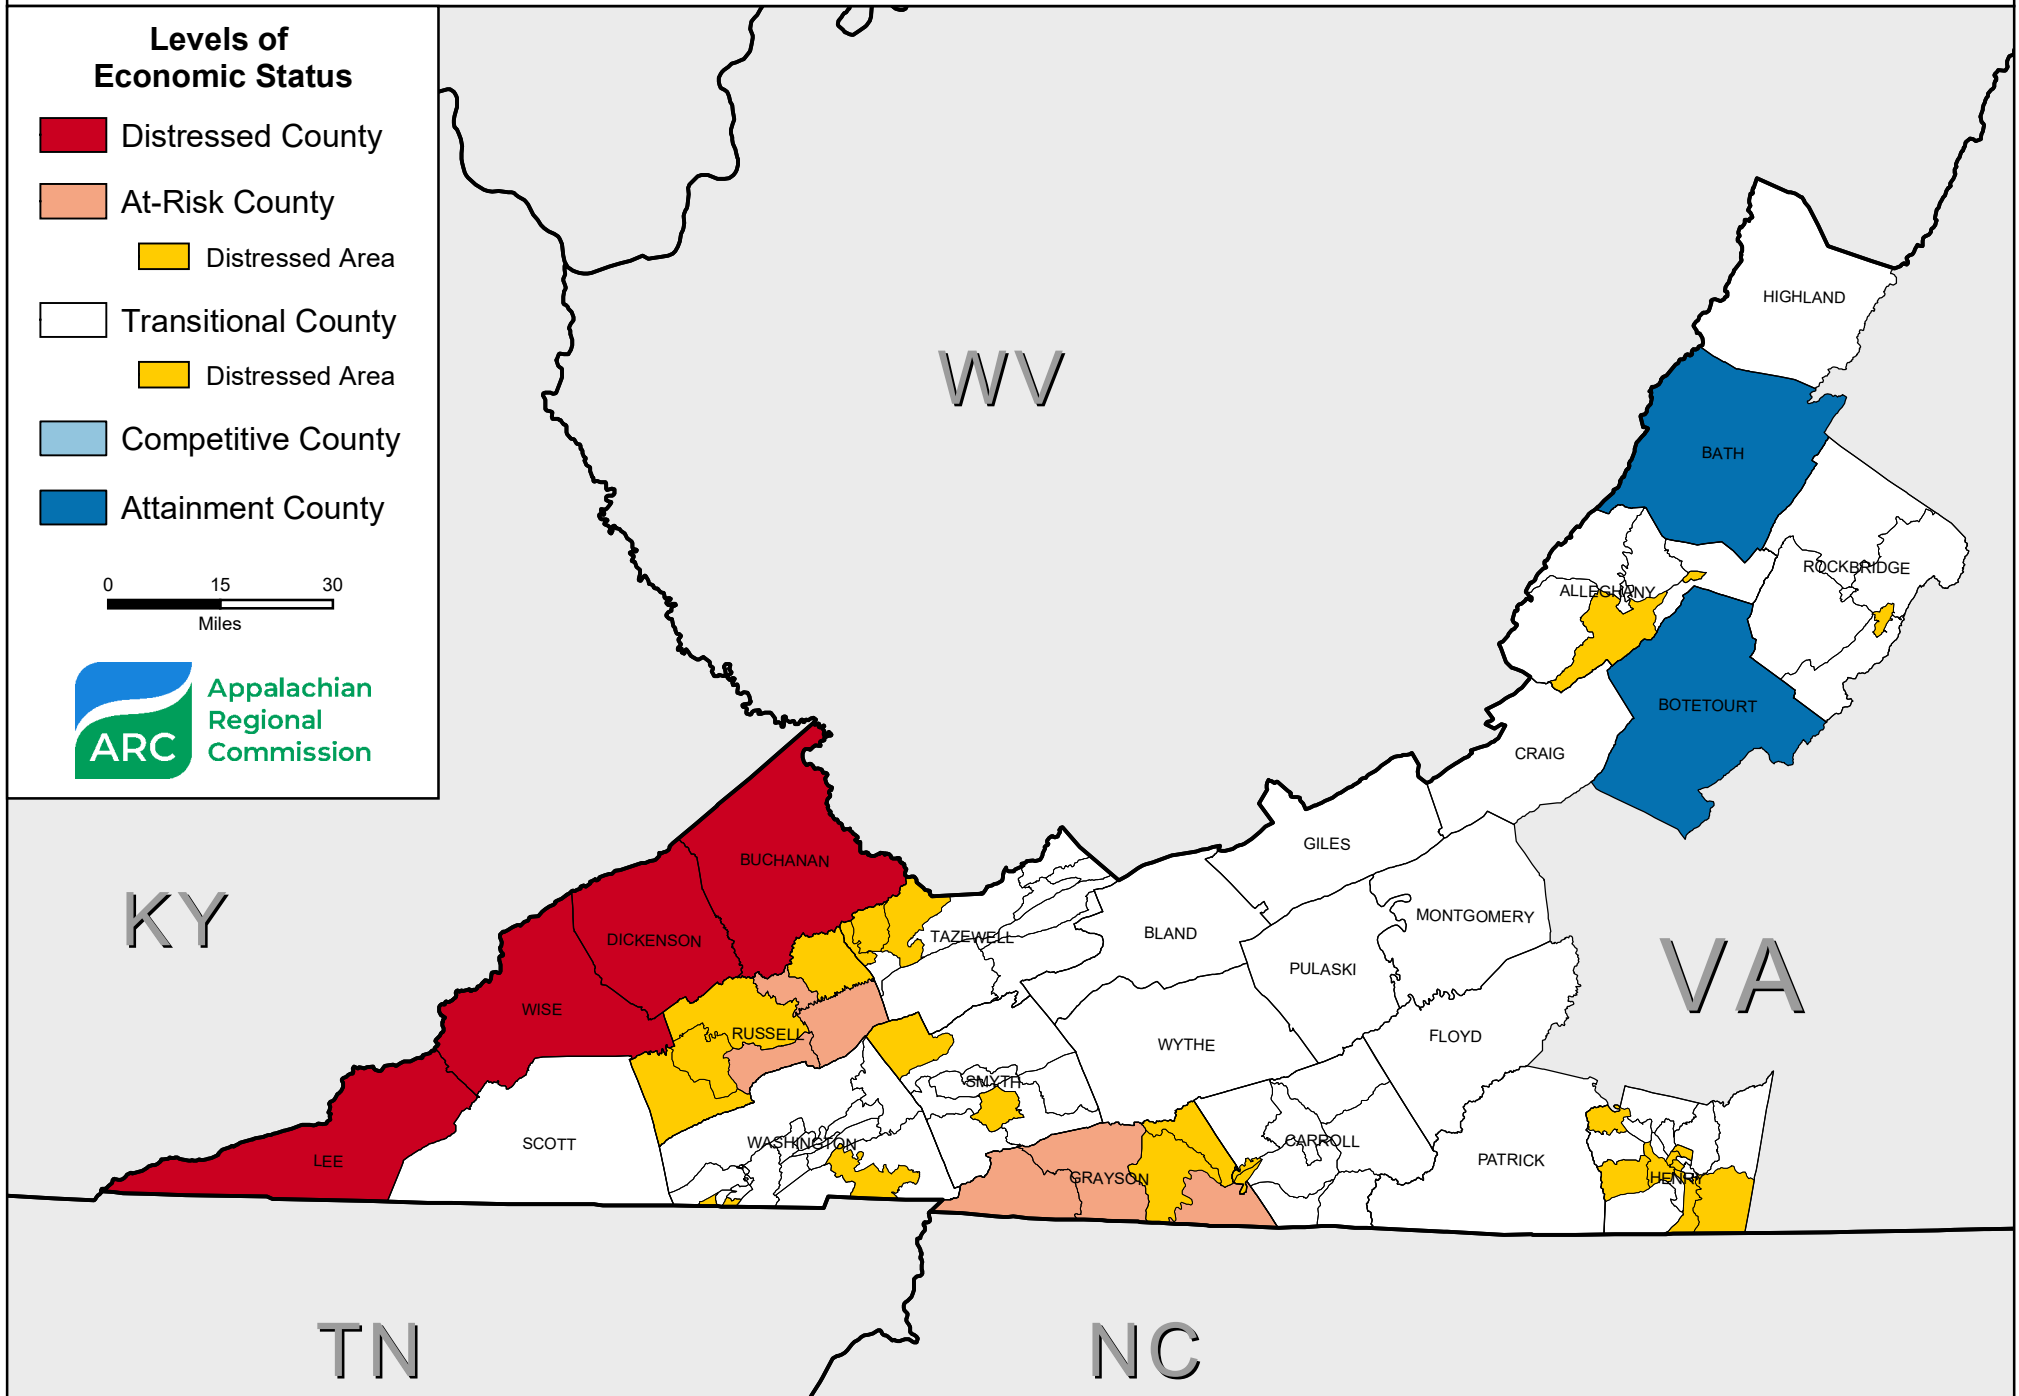 Levels of
Economic Status
Distressed County
At-Risk County
Distressed Area
Transitional County
Distressed Area
Competitive County
Attainment County
0 15 30
Miles
ARC
Appalachian
Regional
Commission
WV
KY
VA
TN
NC
HIGHLAND
BATH
ROCKBRIDGE
ALLEGHANY
BOTETOURT
CRAIG
GILES
BUCHANAN
MONTGOMERY
BLAND
TAZEWELL
DICKENSON
PULASKI
WISE
RUSSELL
FLOYD
WYTHE
SMYTH
SCOTT
WASHINGTON
CARROLL
LEE
PATRICK
GRAYSON
HENRY